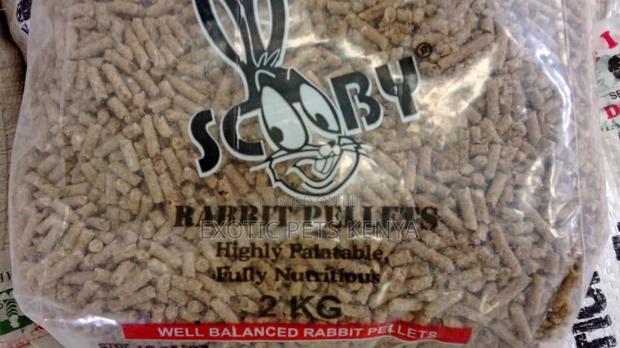 SCOOBY®
RABBIT PELLETS
EXOTIC PETS KENYA
Highly Palatable,
Fully Nutritious
2 KG
WELL BALANCED RABBIT PELLETS